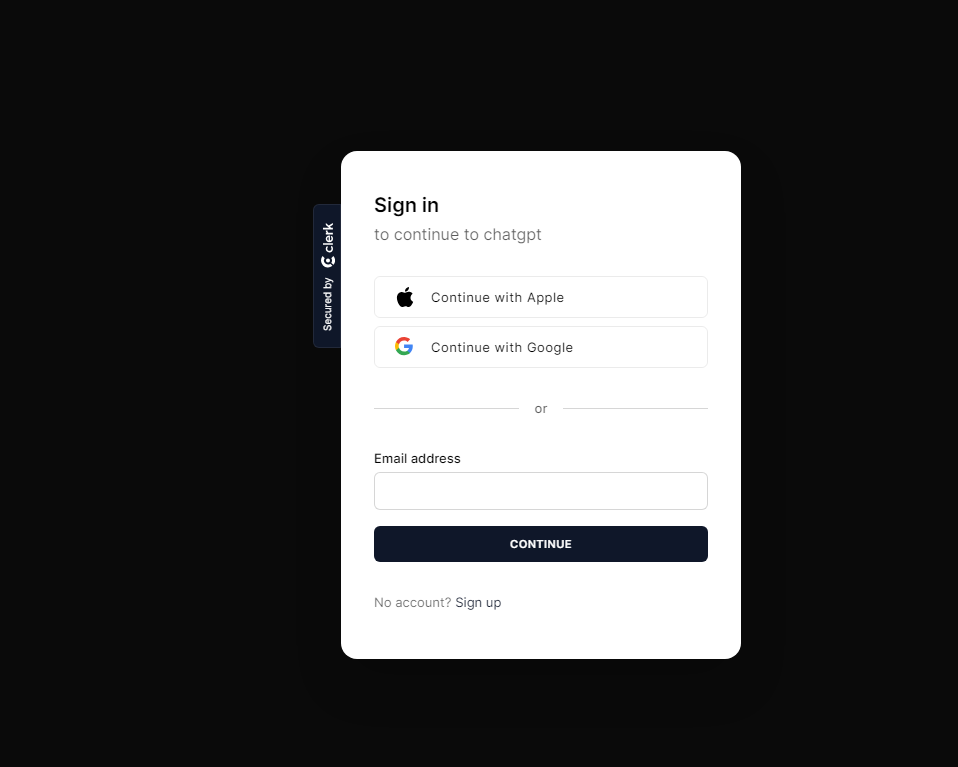 Sign in
to continue to chatgpt
Secured by clerk
Continue with Apple
Continue with Google
or
Email address
CONTINUE
No account? Sign up